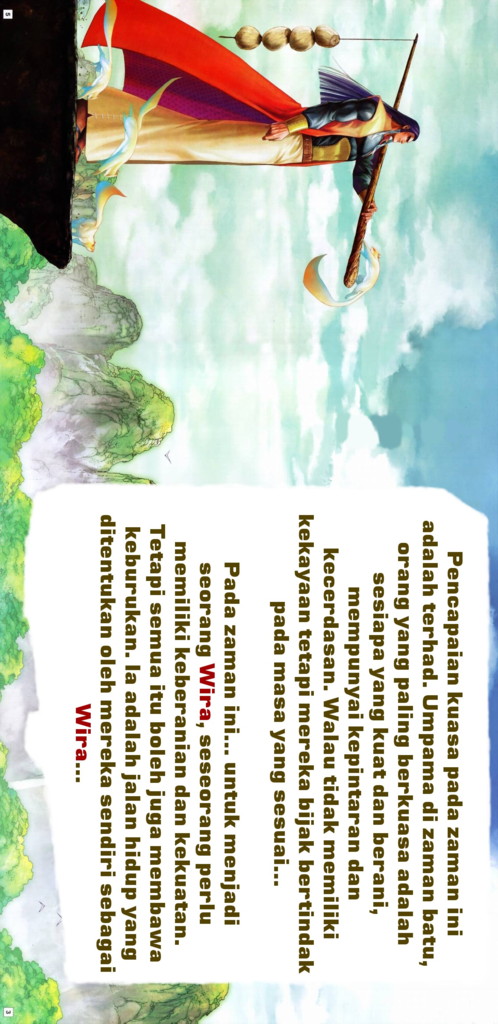 Pencapaian kuasa pada zaman ini
adalah terhad. Umpama di zaman batu,
orang yang paling berkuasa adalah
sesiapa yang kuat dan berani,
mempunyai kepintaran dan
kecerdasan. Walau tidak memiliki
kekayaan tetapi mereka bijak bertindak
pada masa yang sesuai...
Pada zaman ini... untuk menjadi
seorang Wira, seseorang perlu
memiliki keberanian dan kekuatan.
Tetapi semua itu boleh juga membawa
keburukan. Ia adalah jalan hidup yang
ditentukan oleh mereka sendiri sebagai
Wira...
5
3